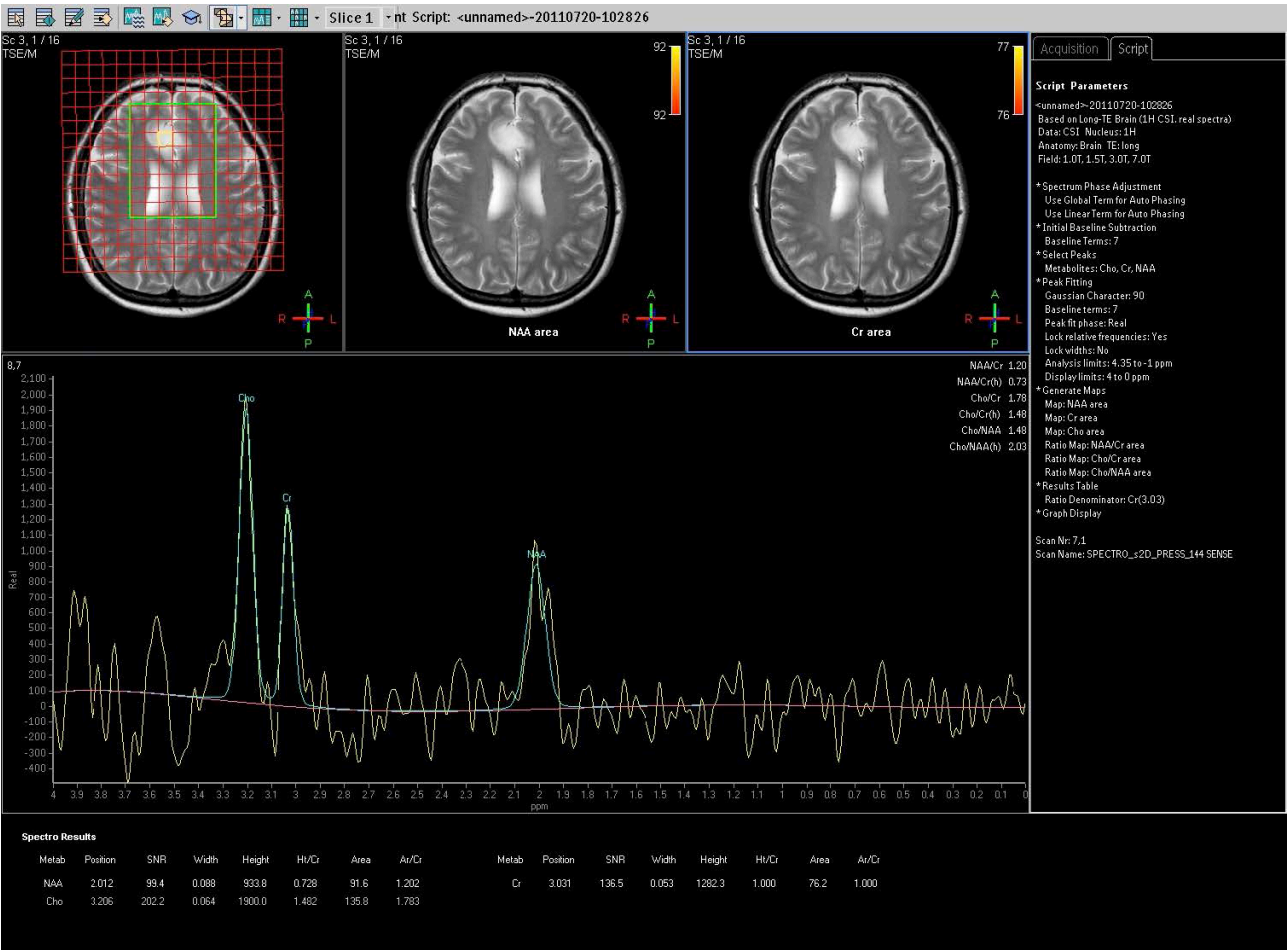 Slice 1 nt Script: <unnamed>-20110720-102826
Sc 3, 1 / 16
TSE/M
R L
A
P
Sc 3, 1 / 16
TSE/M
92
92
NAA area
A
R L
P
Sc 3, 1 / 16
TSE/M
77
76
Cr area
A
R L
P
Acquisition Script
Script Parameters
<unnamed>-20110720-102826
Based on Long-TE Brain (1H CSI, real spectra)
Data: CSI Nucleus: 1H
Anatomy: Brain TE: long
Field: 1.0T, 1.5T, 3.0T, 7.0T
*Spectrum Phase Adjustment
Use Global Term for Auto Phasing
Use Linear Term for Auto Phasing
*Initial Baseline Subtraction
Baseline Terms: 7
*Select Peaks
Metabolites: Cho, Cr, NAA
*Peak Fitting
Gaussian Character: 90
Baseline terms: 7
Peak fit phase: Real
Lock relative frequencies: Yes
Lock widths: No
Analysis limits: 4.35 to -1 ppm
Display limits: 4 to 0 ppm
*Generate Maps
Map: NAA area
Map: Cr area
Map: Cho area
Ratio Map: NAA/Cr area
Ratio Map: Cho/Cr area
Ratio Map: Cho/NAA area
*Results Table
Ratio Denominator: Cr(3.03)
*Graph Display
Scan Nr: 7,1
Scan Name: SPECTRO_s2D_PRESS_144 SENSE
8,7
NAA/Cr 1.20
NAA/Cr(h) 0.73
Cho/Cr 1.78
Cho/Cr(h) 1.48
Cho/NAA 1.48
Cho/NAA(h) 2.03
2,100
2,000
1,900
1,800
1,700
1,600
1,500
1,400
1,300
1,200
1,100
1,000
900
800
700
600
500
400
300
200
100
0
-100
-200
-300
-400
Real
Cho
Cr
NAA
4 3.9 3.8 3.7 3.6 3.5 3.4 3.3 3.2 3.1 3 2.9 2.8 2.7 2.6 2.5 2.4 2.3 2.2 2.1 2 1.9 1.8 1.7 1.6 1.5 1.4 1.3 1.2 1.1 1 0.9 0.8 0.7 0.6 0.5 0.4 0.3 0.2 0.1 0
ppm
Spectro Results
Metab Position SNR Width Height Ht/Cr Area Ar/Cr Metab Position SNR Width Height Ht/Cr Area Ar/Cr
NAA 2.012 99.4 0.088 933.8 0.728 91.6 1.202 Cr 3.031 136.5 0.053 1282.3 1.000 76.2 1.000
Cho 3.206 202.2 0.064 1900.0 1.482 135.8 1.783